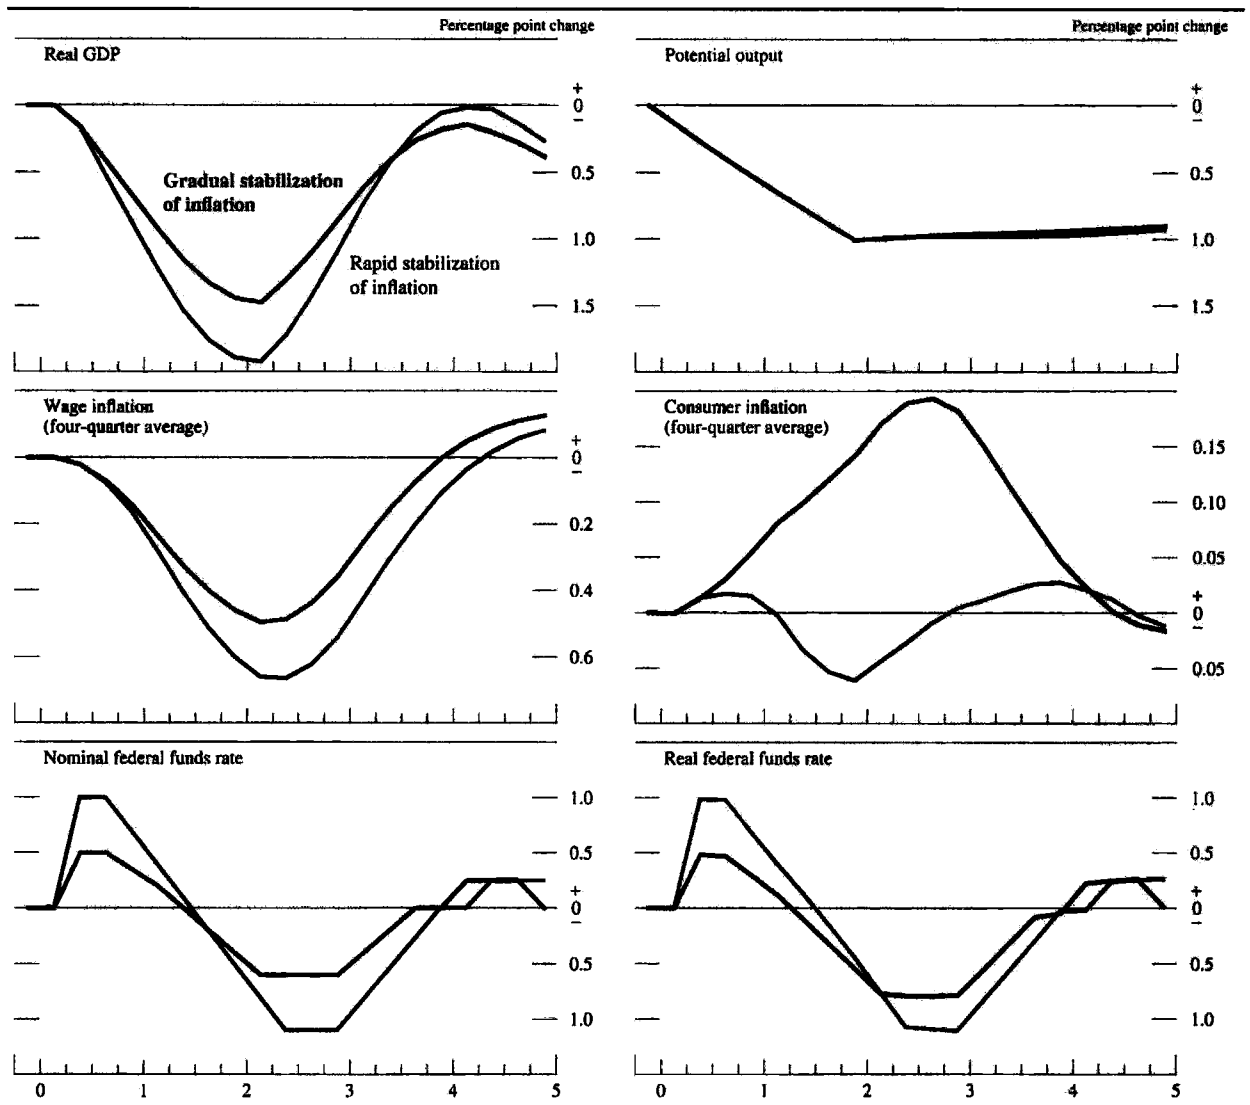 Percentage point change
Percentage point change
Real GDP
+
0
−
0.5
1.0
1.5
Gradual stabilization
of inflation
Rapid stabilization
of inflation
Potential output
+
0
−
0.5
1.0
1.5
Wage inflation
(four-quarter average)
+
0
−
0.2
0.4
0.6
Consumer inflation
(four-quarter average)
0.15
0.10
0.05
+
0
−
0.05
Nominal federal funds rate
1.0
0.5
+
0
−
0.5
1.0
0 1 2 3 4 5
Real federal funds rate
1.0
0.5
+
0
−
0.5
1.0
0 1 2 3 4 5